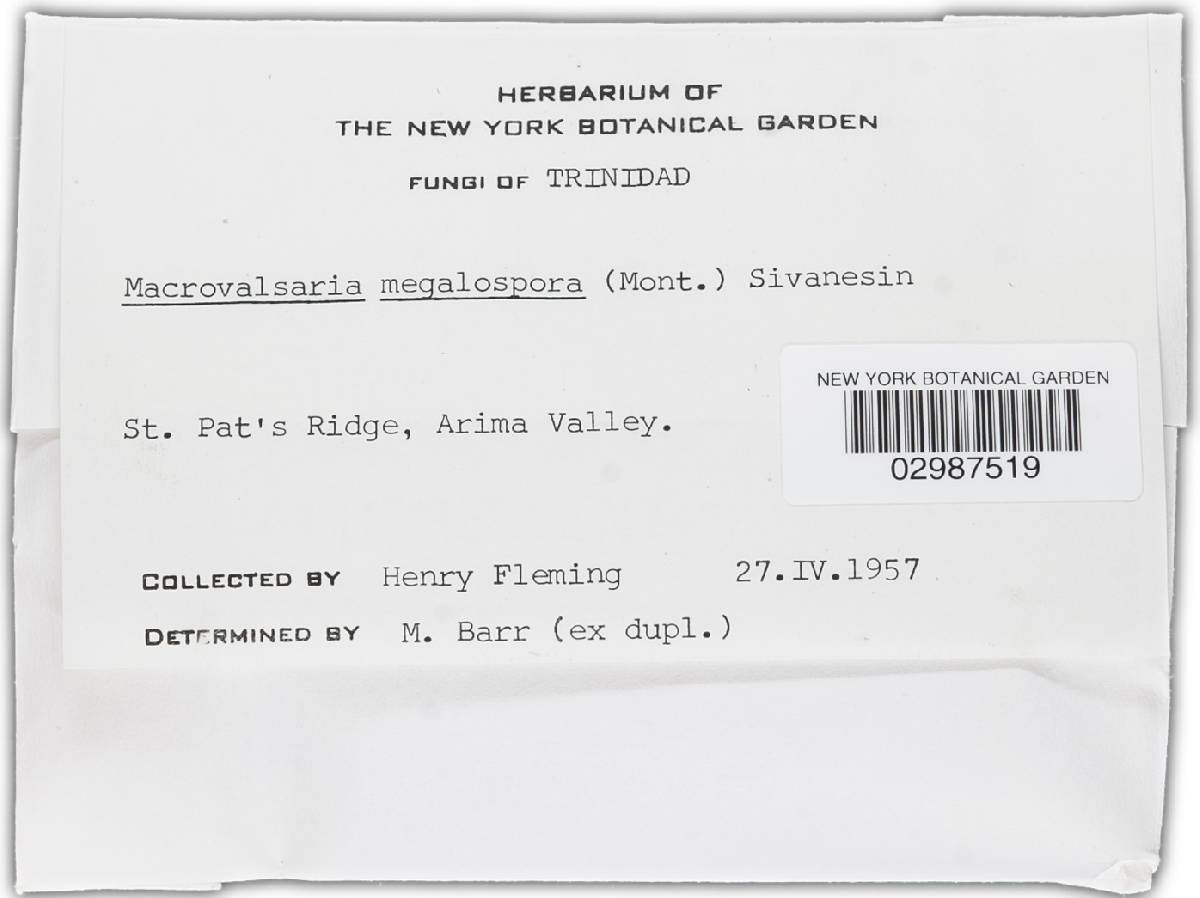 HERBARIUM OF
THE NEW YORK BOTANICAL GARDEN
FUNGI OF TRINIDAD
Macrovalsaria megalospora (Mont.) Sivanesin
NEW YORK BOTANICAL GARDEN
02987519
St. Pat's Ridge, Arima Valley.
COLLECTED BY Henry Fleming 27.IV.1957
DETERMINED BY M. Barr (ex dupl.)